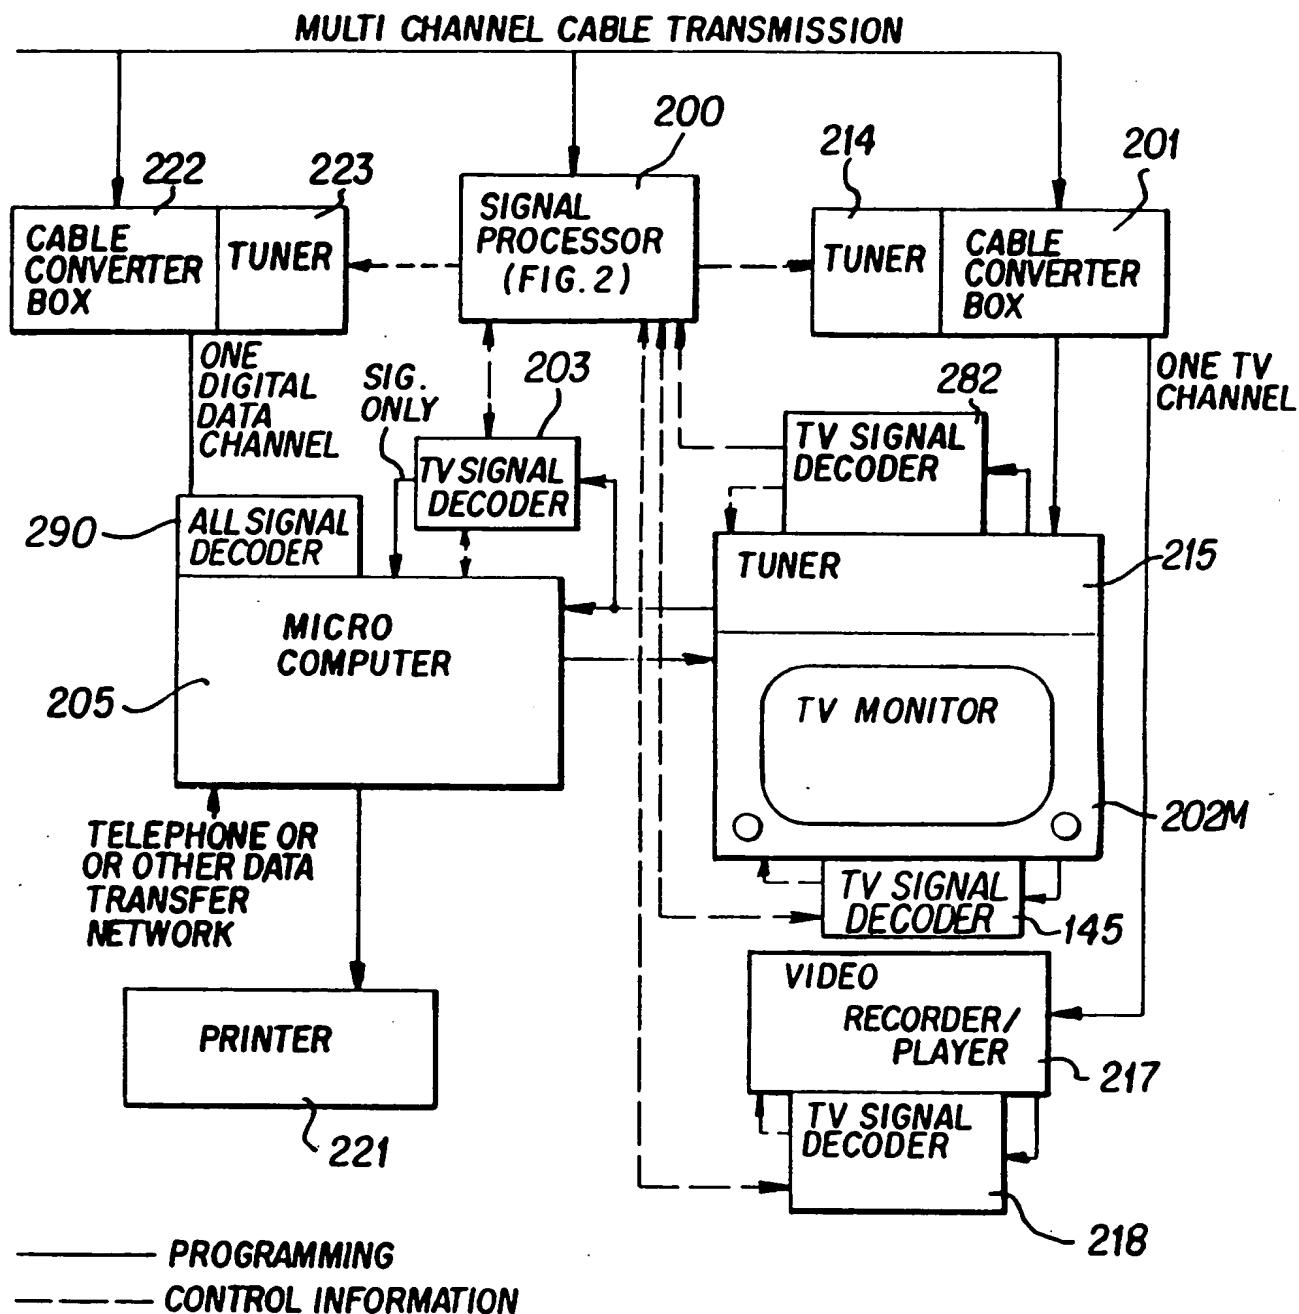 MULTI CHANNEL CABLE TRANSMISSION
200
214
201
222
223
SIGNAL
PROCESSOR
(FIG. 2)
CABLE
CONVERTER
BOX
TUNER
TUNER
CABLE
CONVERTER
BOX
ONE
DIGITAL
DATA
CHANNEL
SIG.
ONLY
203
282
ONE TV
CHANNEL
TV SIGNAL
DECODER
TV SIGNAL
DECODER
290
ALL SIGNAL
DECODER
TUNER
215
MICRO
COMPUTER
205
TV MONITOR
202M
TELEPHONE OR
OR OTHER DATA
TRANSFER
NETWORK
TV SIGNAL
DECODER
145
VIDEO
RECORDER/
PLAYER
217
PRINTER
221
TV SIGNAL
DECODER
218
PROGRAMMING
CONTROL INFORMATION